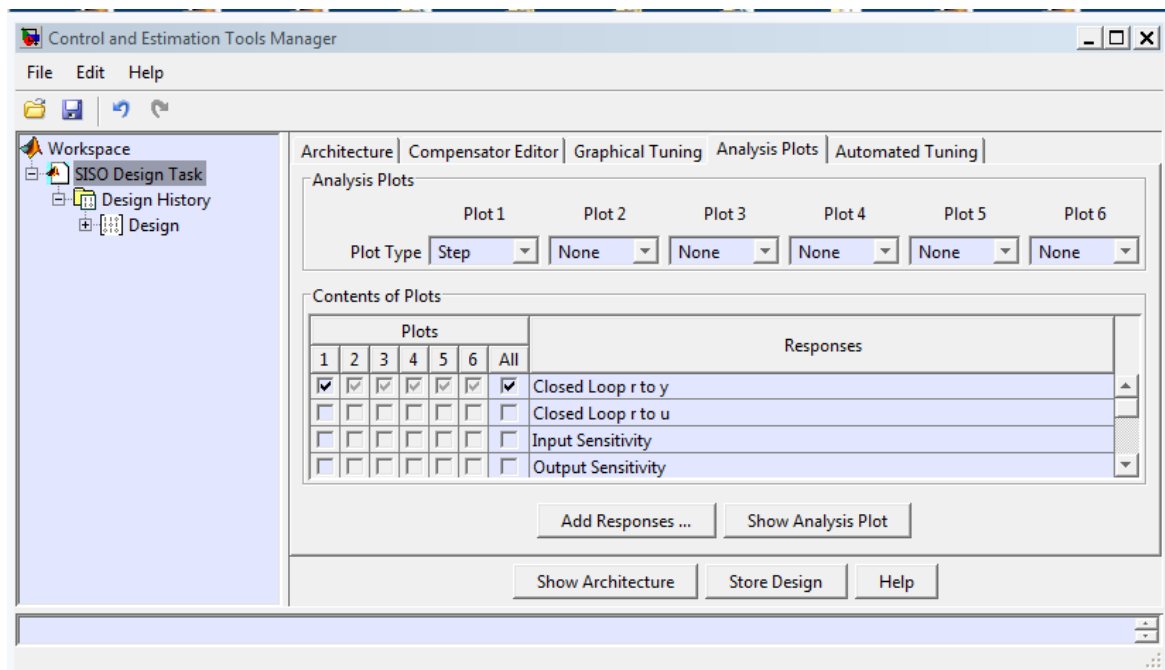 Control and Estimation Tools Manager
File Edit Help
Workspace
SISO Design Task
Design History
Design
Architecture Compensator Editor Graphical Tuning Analysis Plots Automated Tuning
Analysis Plots
Plot 1 Plot 2 Plot 3 Plot 4 Plot 5 Plot 6
Plot Type Step None None None None None
Contents of Plots
Plots Responses
1 2 3 4 5 6 All
Closed Loop r to y
Closed Loop r to u
Input Sensitivity
Output Sensitivity
Add Responses ... Show Analysis Plot
Show Architecture Store Design Help